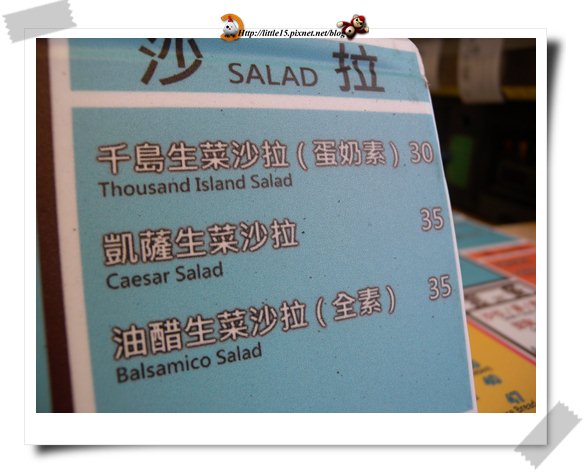 Http://little15.pixnet.net/blog
沙 SALAD 拉
千島生菜沙拉(蛋奶素) 30
Thousand Island Salad
凱薩生菜沙拉 35
Caesar Salad
油醋生菜沙拉(全素) 35
Balsamico Salad
40
47